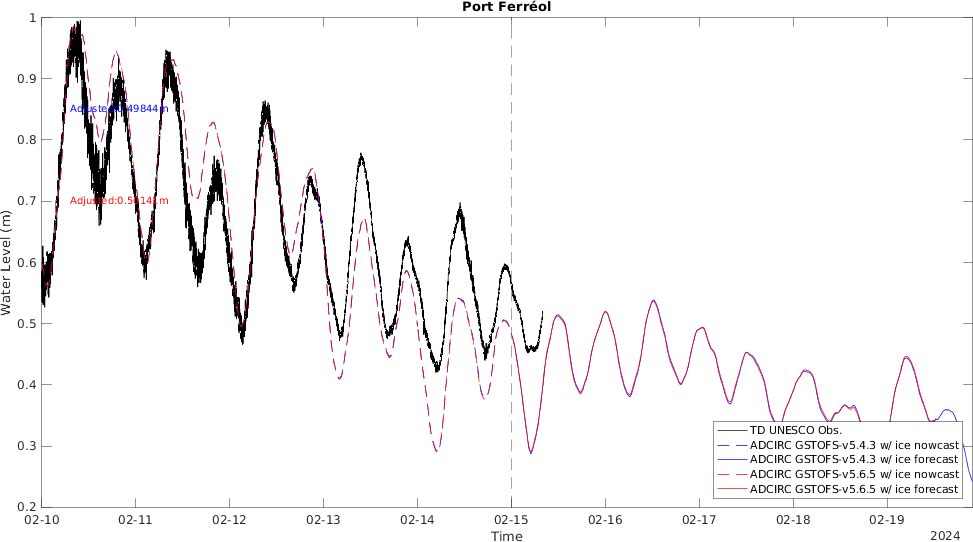 Port Ferréol
1
0.9
0.8
0.7
0.6
0.5
0.4
0.3
0.2
Water Level (m)
02-10 02-11 02-12 02-13 02-14 02-15 02-16 02-17 02-18 02-19
Time
2024
TD UNESCO Obs.
ADCIRC GSTOFS-v5.4.3 w/ ice nowcast
ADCIRC GSTOFS-v5.4.3 w/ ice forecast
ADCIRC GSTOFS-v5.6.5 w/ ice nowcast
ADCIRC GSTOFS-v5.6.5 w/ ice forecast